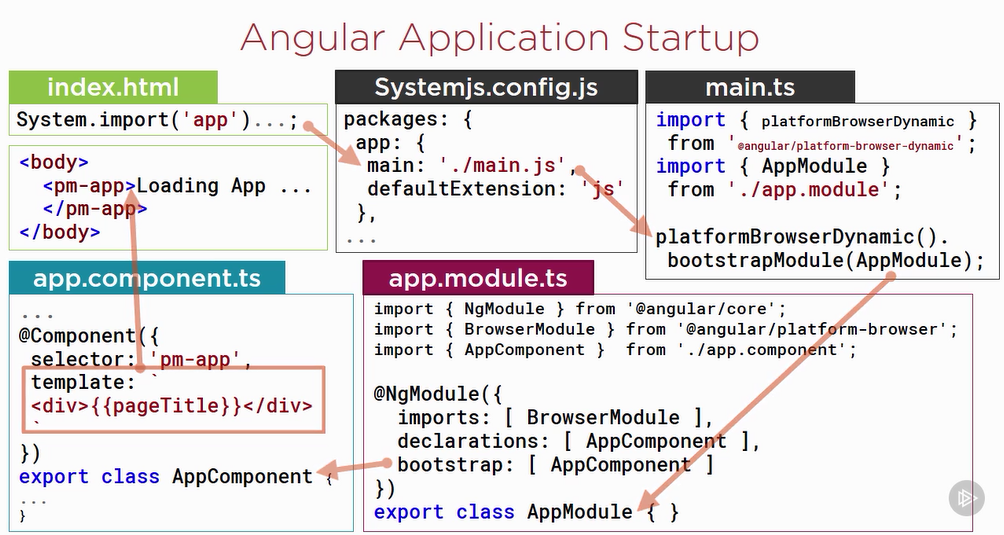 Angular Application Startup
index.html
System.import('app')...;
<body>
<pm-app>Loading App ...
</pm-app>
</body>
Systemjs.config.js
packages: {
app: {
main: './main.js',
defaultExtension: 'js'
},
...
main.ts
import { platformBrowserDynamic }
from '@angular/platform-browser-dynamic';
import { AppModule }
from './app.module';
platformBrowserDynamic().
bootstrapModule(AppModule);
app.component.ts
...
@Component({
selector: 'pm-app',
template: `
<div>{{pageTitle}}</div>
`
})
export class AppComponent {
...
}
app.module.ts
import { NgModule } from '@angular/core';
import { BrowserModule } from '@angular/platform-browser';
import { AppComponent }  from './app.component';
@NgModule({
imports: [ BrowserModule ],
declarations: [ AppComponent ],
bootstrap: [ AppComponent ]
})
export class AppModule { }